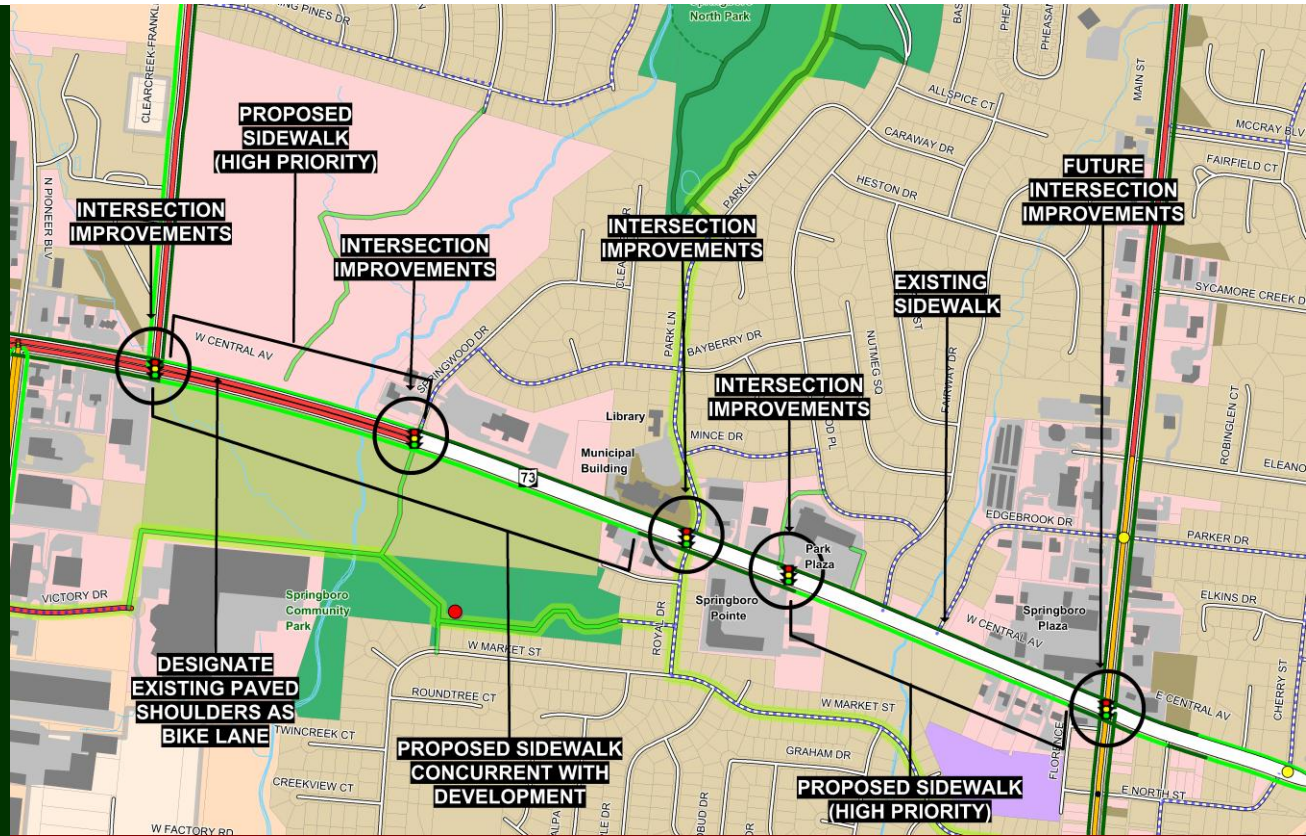 North Park
CLEARCREEK-FRANKL
MAIN ST
ALLSPICE CT
MCCRAY BLV
PROPOSED
SIDEWALK
(HIGH PRIORITY)
CARAWAY DR
FAIRFIELD CT
HESTON DR
FUTURE
INTERSECTION
IMPROVEMENTS
N PIONEER BLV
PARK LN
INTERSECTION
IMPROVEMENTS
INTERSECTION
IMPROVEMENTS
INTERSECTION
IMPROVEMENTS
EXISTING
SIDEWALK
SYCAMORE CREEK D
W CENTRAL AV
SPRINGWOOD DR
PARK LN
BAYBERRY DR
NUTMEG SQ
FAIRWAY DR
INTERSECTION
IMPROVEMENTS
ROBINGLEN CT
Library
MINCE DR
Municipal
Building
ELEANO
73
EDGEBROOK DR
PARKER DR
Park
Plaza
VICTORY DR
Springboro
Community
Park
Springboro
Pointe
ROYAL DR
W CENTRAL AV
Springboro
Plaza
ELKINS DR
W MARKET ST
E CENTRAL AV
CHERRY ST
DESIGNATE
EXISTING PAVED
SHOULDERS AS
BIKE LANE
ROUNDTREE CT
W MARKET ST
TWINCREEK CT
PROPOSED SIDEWALK
CONCURRENT WITH
DEVELOPMENT
GRAHAM DR
FLORENCE
CREEKVIEW CT
PROPOSED SIDEWALK
(HIGH PRIORITY)
E NORTH ST
W FACTORY RD